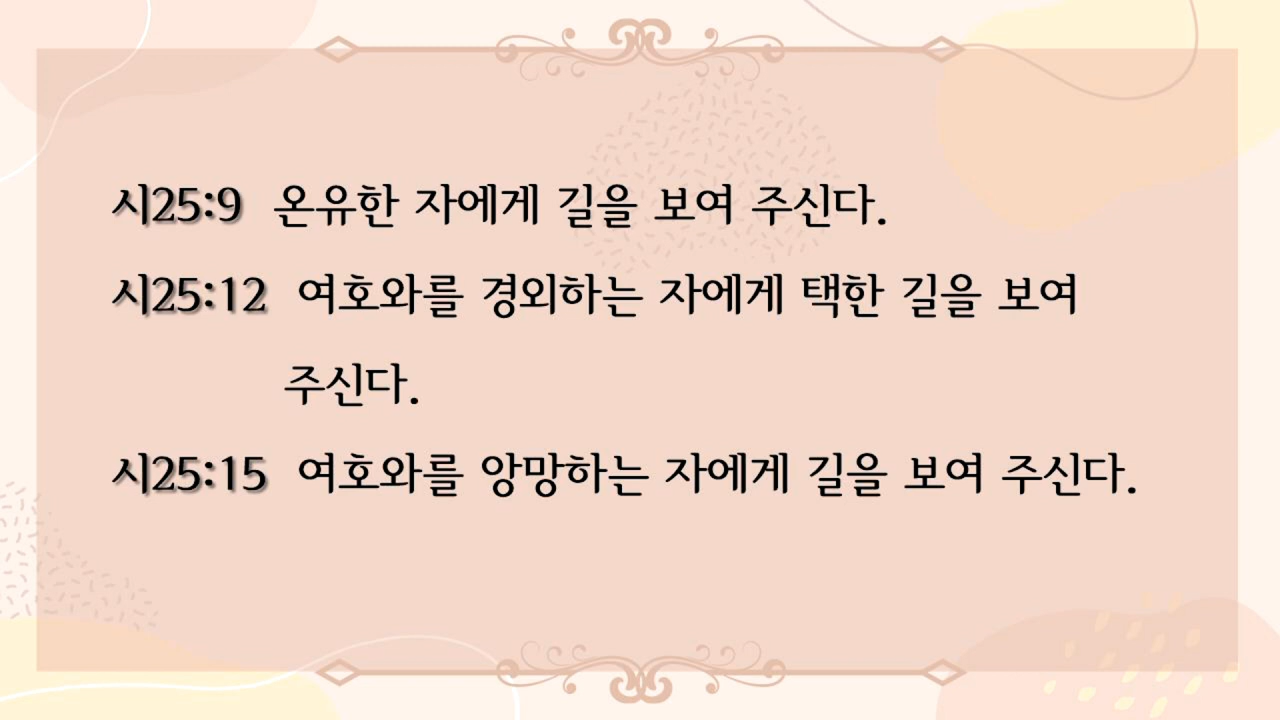 시25:9 온유한 자에게 길을 보여 주신다.
시25:12 여호와를 경외하는 자에게 택한 길을 보여
주신다.
시25:15 여호와를 앙망하는 자에게 길을 보여 주신다.